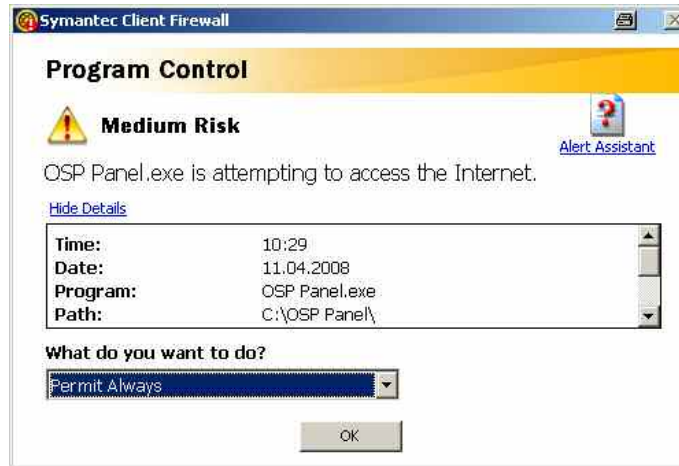 Symantec Client Firewall
Program Control
Medium Risk
Alert Assistant
OSP Panel.exe is attempting to access the Internet.
Hide Details
Time: 10:29
Date: 11.04.2008
Program: OSP Panel.exe
Path: C:\OSP Panel\
What do you want to do?
Permit Always
OK